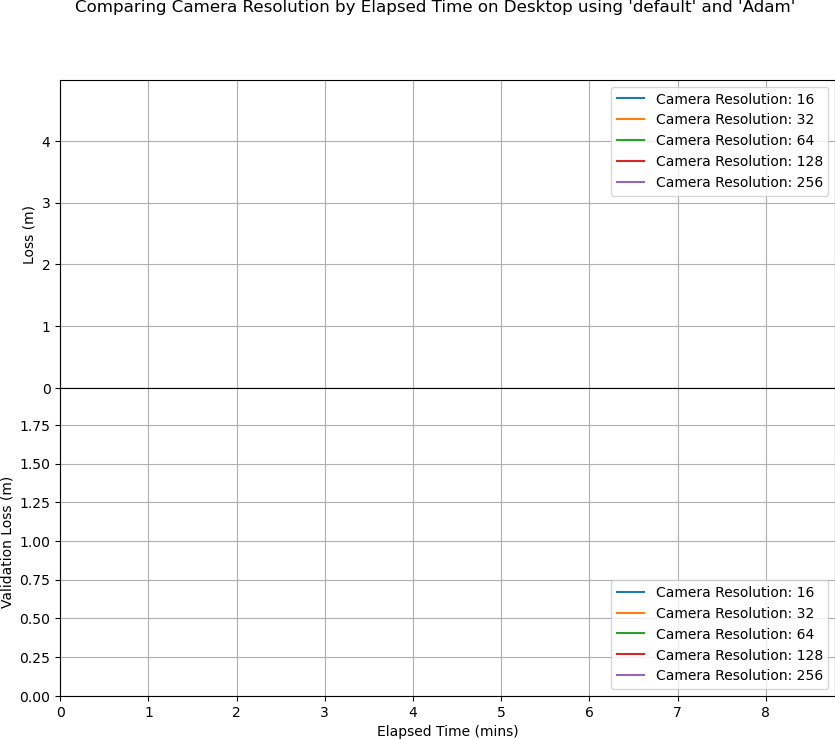 Comparing Camera Resolution by Elapsed Time on Desktop using 'default' and 'Adam'
Camera Resolution: 16
Camera Resolution: 32
Camera Resolution: 64
Camera Resolution: 128
Camera Resolution: 256
4
3
2
1
0
Loss (m)
1.75
1.50
1.25
1.00
0.75
0.50
0.25
0.00
Validation Loss (m)
Camera Resolution: 16
Camera Resolution: 32
Camera Resolution: 64
Camera Resolution: 128
Camera Resolution: 256
0 1 2 3 4 5 6 7 8
Elapsed Time (mins)